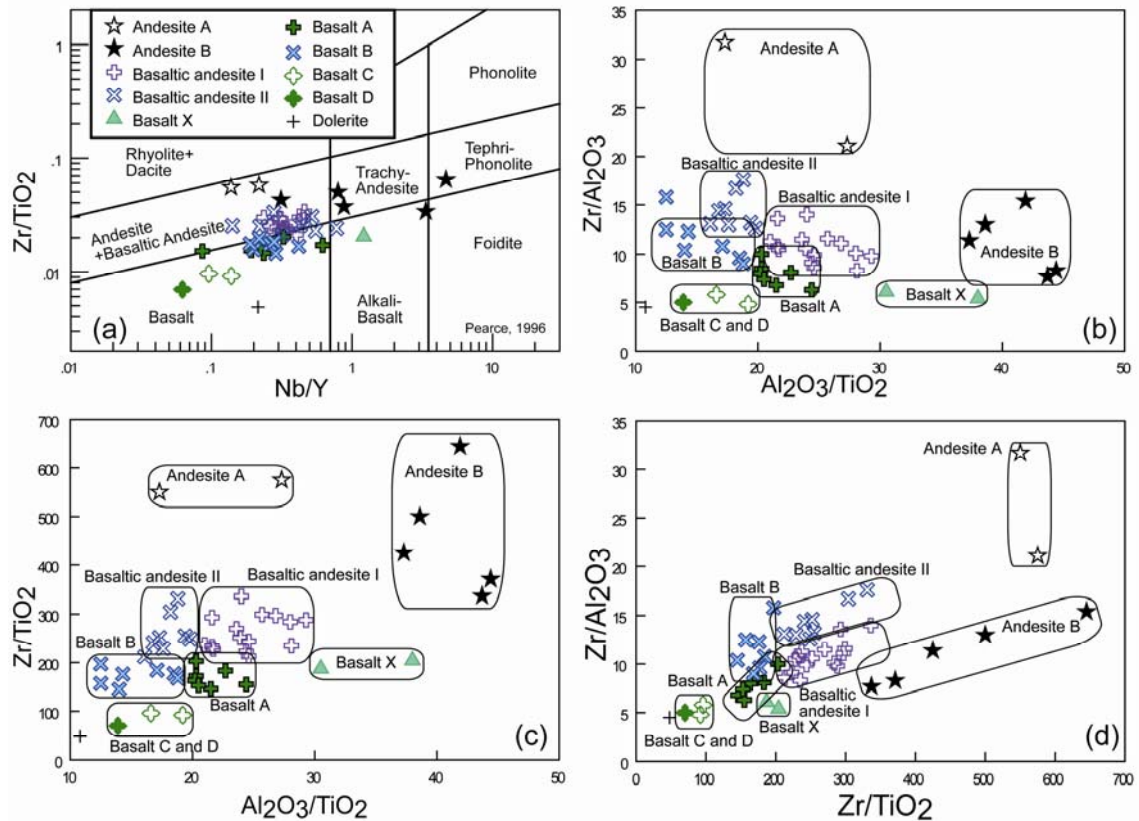 Andesite A
Andesite B
Basaltic andesite I
Basaltic andesite II
Basalt X
Basalt A
Basalt B
Basalt C
Basalt D
Dolerite
1
.1
.01
Zr/TiO2
Phonolite
Rhyolite+
Dacite
Trachy-
Andesite
Tephri-
Phonolite
Andesite
+Basaltic Andesite
Foidite
Basalt
Alkali-
Basalt
(a)
Pearce, 1996
.01 .1 1 10
Nb/Y
35
30
25
20
15
10
5
0
Zr/Al2O3
Andesite A
Basaltic andesite II
Basaltic andesite I
Basalt B
Andesite B
Basalt X
Basalt A
Basalt C and D
(b)
10 20 30 40 50
Al2O3/TiO2
700
600
500
400
300
200
100
0
Zr/TiO2
Andesite A
Andesite B
Basaltic andesite II
Basaltic andesite I
Basalt B
Basalt X
Basalt A
Basalt C and D
(c)
10 20 30 40 50
Al2O3/TiO2
35
30
25
20
15
10
5
0
Zr/Al2O3
Andesite A
Basaltic andesite II
Basalt B
Andesite B
Basalt A
Basaltic
andesite I
Basalt X
Basalt C and D
(d)
0 100 200 300 400 500 600 700
Zr/TiO2